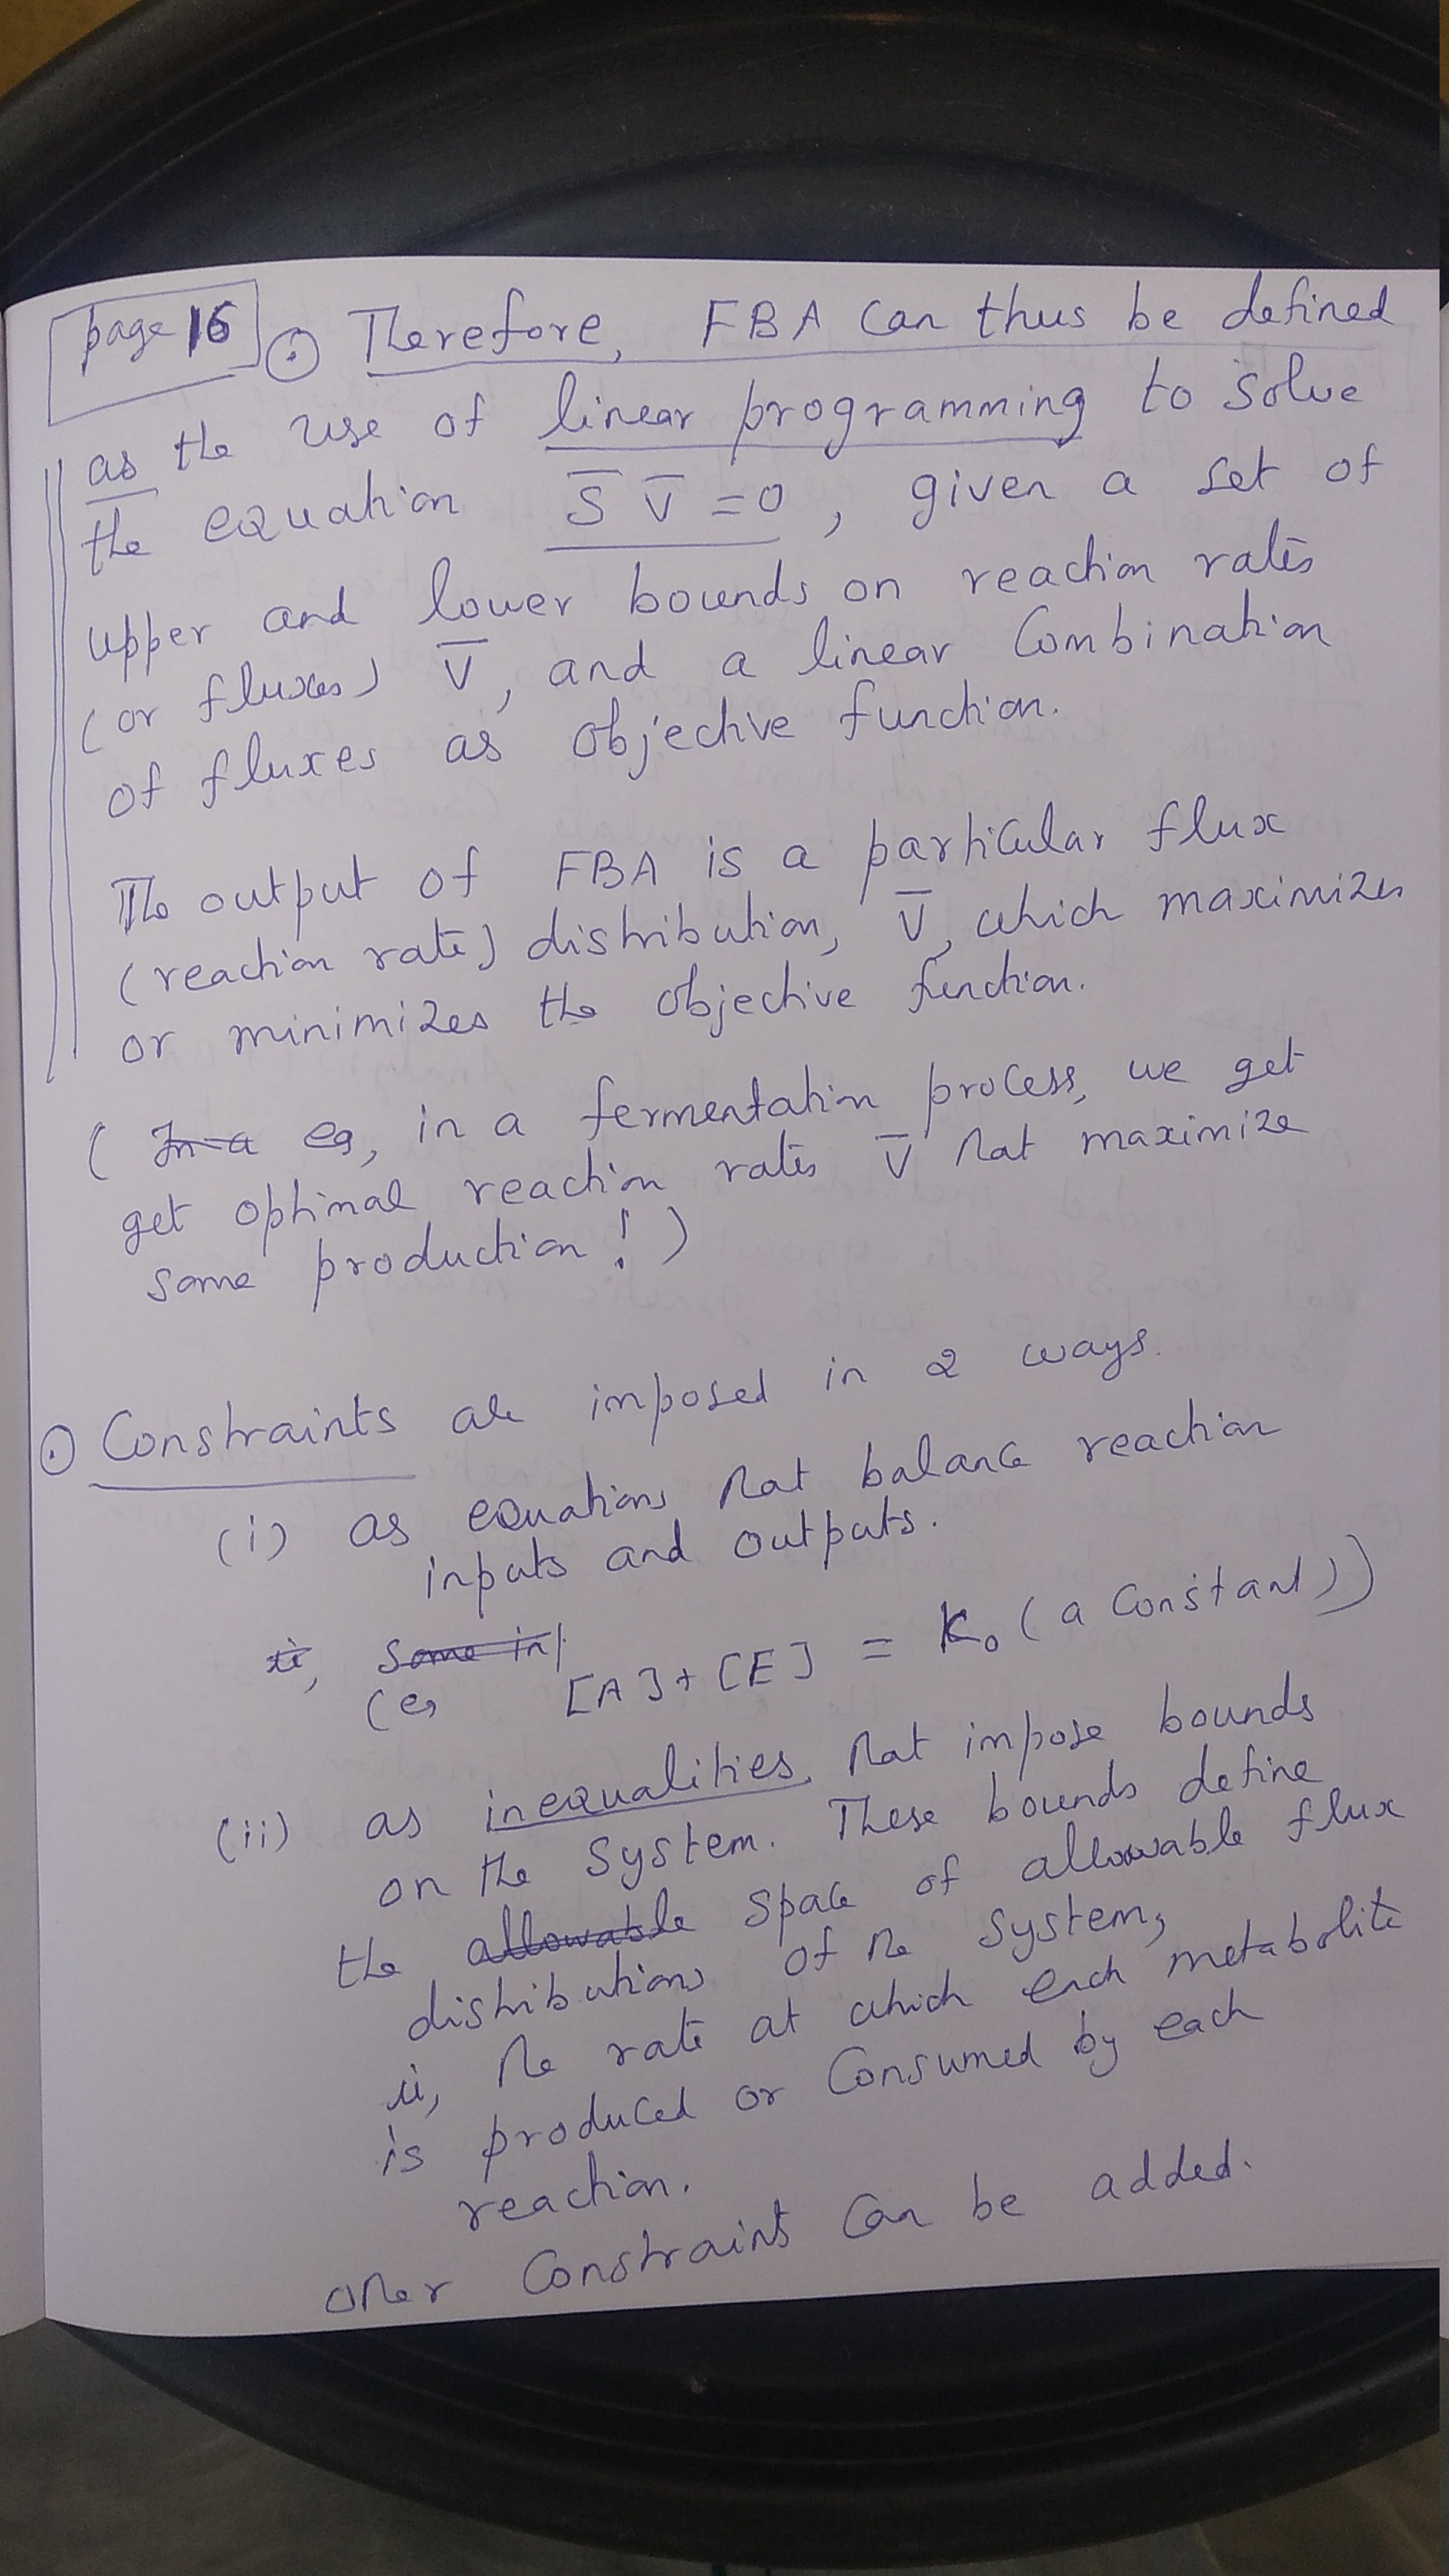 page 16 ⊙ Therefore, FBA can thus be defined
as the use of linear programming to solve
the equation S̄ V̄ = 0, given a set of
upper and lower bounds on reaction rates
(or fluxes) V̄, and a linear Combination
of fluxes as objective function.
The output of FBA is a particular flux
(reaction rate) distribution, V̄, which maximizes
or minimizes the objective function.
( In a eg, in a fermentation process, we get
get optimal reaction rates V̄ that maximize
some production! )
⊙ Constraints are imposed in 2 ways.
(i) as equations that balance reaction
inputs and outputs.
ie, Some inp
(eg [A] + [E] = K₀ (a Constant))
(ii) as inequalities, that impose bounds
on the System. These bounds define
the allowable space of allowable flux
distributions of the system,
ie, the rate at which each metabolite
is produced or Consumed by each
reaction.
Other Constraints Can be added.